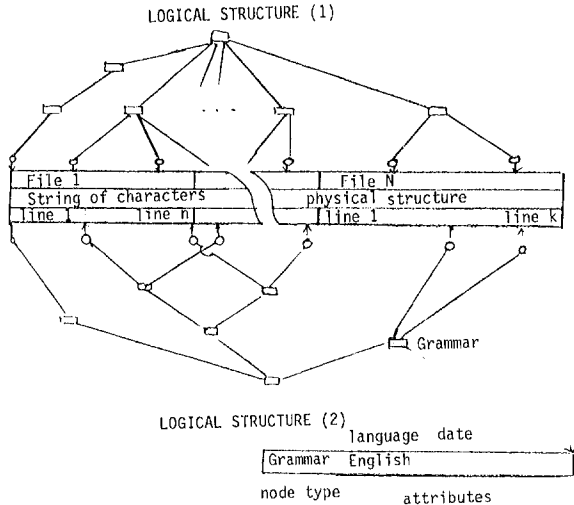 LOGICAL STRUCTURE (1)
File 1 File N
String of characters physical structure
line 1 line n line 1 line k
Grammar
LOGICAL STRUCTURE (2)
language date
Grammar English
node type attributes